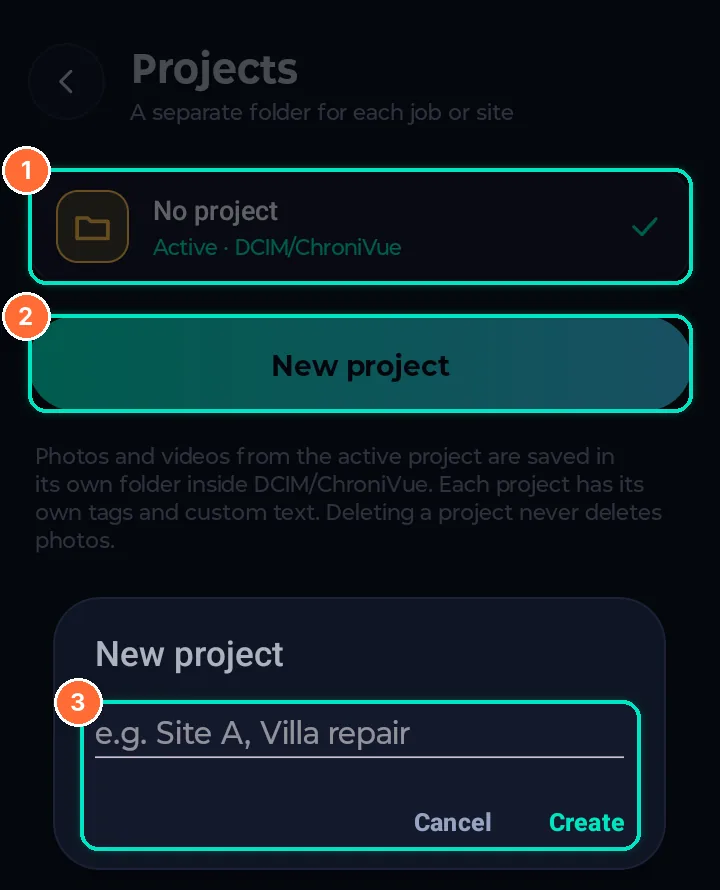 Projects
A separate folder for each job or site
1
No project
Active · DCIM/ChroniVue
2
New project
Photos and videos from the active project are saved in
its own folder inside DCIM/ChroniVue. Each project has its
own tags and custom text. Deleting a project never deletes
photos.
New project
3
e.g. Site A, Villa repair
Cancel Create